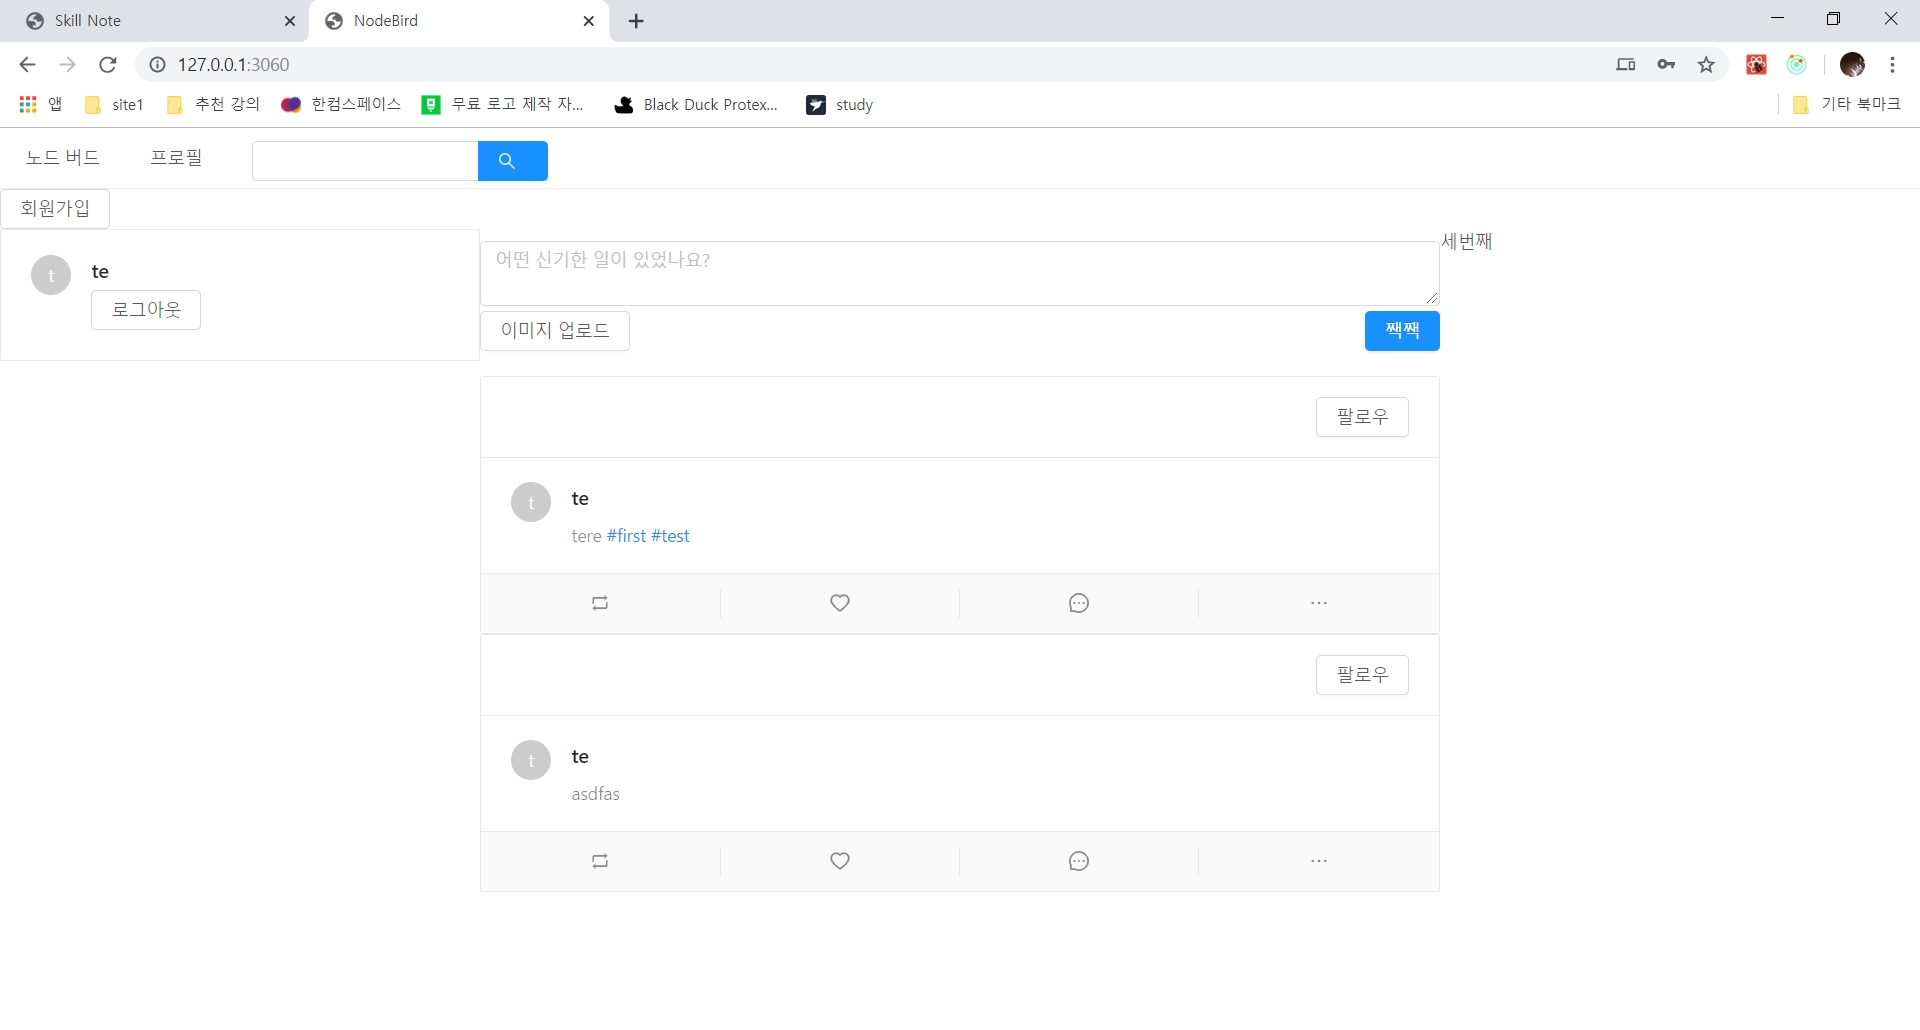 Skill Note
NodeBird
127.0.0.1:3060
앱
site1
추천 강의
한컴스페이스
무료 로고 제작 자...
Black Duck Protex...
study
기타 북마크
노드 버드
프로필
회원가입
t
te
로그아웃
어떤 신기한 일이 있었나요?
이미지 업로드
짹짹
세번째
팔로우
t
te
tere #first #test
팔로우
t
te
asdfas